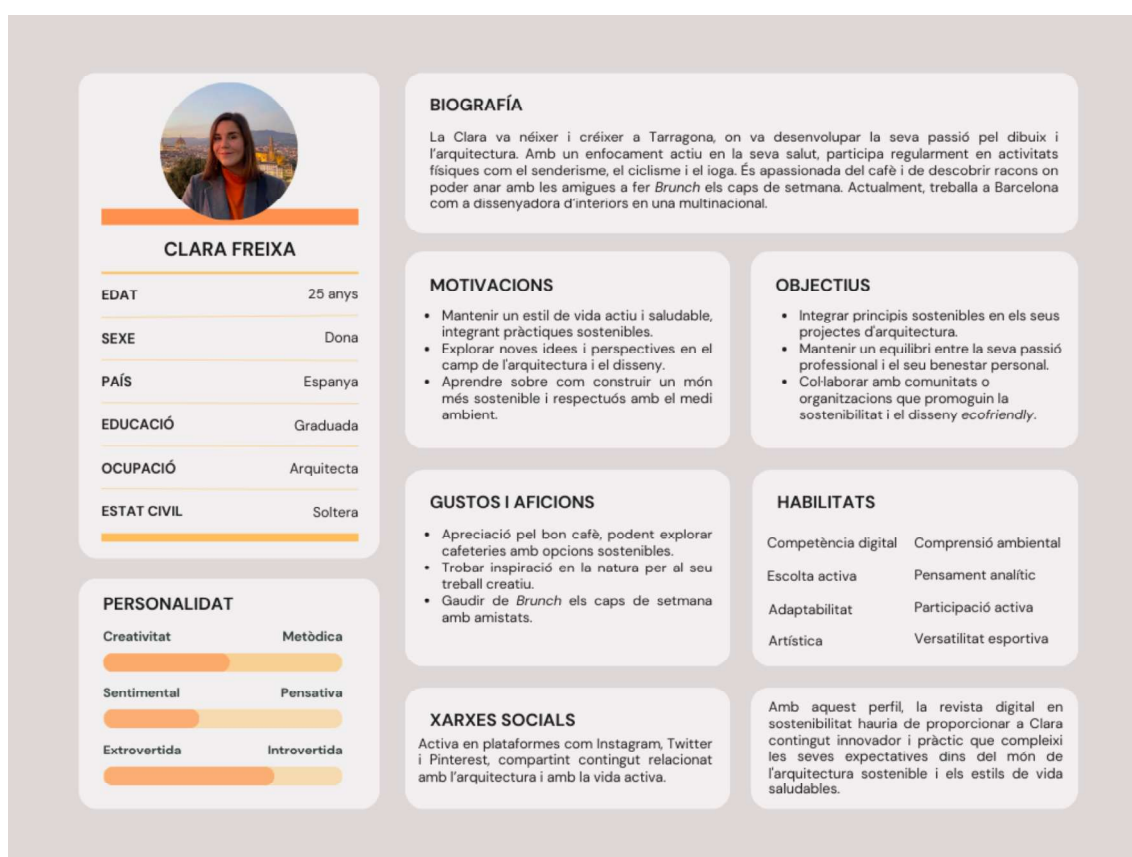 CLARA FREIXA
EDAT 25 anys
SEXE Dona
PAÍS Espanya
EDUCACIÓ Graduada
OCUPACIÓ Arquitecta
ESTAT CIVIL Soltera
PERSONALIDAT
Creativitat Metòdica
Sentimental Pensativa
Extrovertida Introvertida
BIOGRAFÍA
La Clara va néixer i créixer a Tarragona, on va desenvolupar la seva passió pel dibuix i
l'arquitectura. Amb un enfocament actiu en la seva salut, participa regularment en activitats
físiques com el senderisme, el ciclisme i el ioga. És apassionada del cafè i de descobrir racons on
poder anar amb les amigues a fer Brunch els caps de setmana. Actualment, treballa a Barcelona
com a dissenyadora d'interiors en una multinacional.
MOTIVACIONS
• Mantenir un estil de vida actiu i saludable,
integrant pràctiques sostenibles.
• Explorar noves idees i perspectives en el
camp de l'arquitectura i el disseny.
• Aprendre sobre com construir un món
més sostenible i respectuós amb el medi
ambient.
OBJECTIUS
• Integrar principis sostenibles en els seus
projectes d'arquitectura.
• Mantenir un equilibri entre la seva passió
professional i el seu benestar personal.
• Col·laborar amb comunitats o
organitzacions que promoguin la
sostenibilitat i el disseny ecofriendly.
GUSTOS I AFICIONS
• Apreciació pel bon cafè, podent explorar
cafeteries amb opcions sostenibles.
• Trobar inspiració en la natura per al seu
treball creatiu.
• Gaudir de Brunch els caps de setmana
amb amistats.
HABILITATS
Competència digital Comprensió ambiental
Escolta activa Pensament analític
Adaptabilitat Participació activa
Artística Versatilitat esportiva
XARXES SOCIALS
Activa en plataformes com Instagram, Twitter
i Pinterest, compartint contingut relacionat
amb l'arquitectura i amb la vida activa.
Amb aquest perfil, la revista digital en
sostenibilitat hauria de proporcionar a Clara
contingut innovador i pràctic que compleixi
les seves expectatives dins del món de
l'arquitectura sostenible i els estils de vida
saludables.